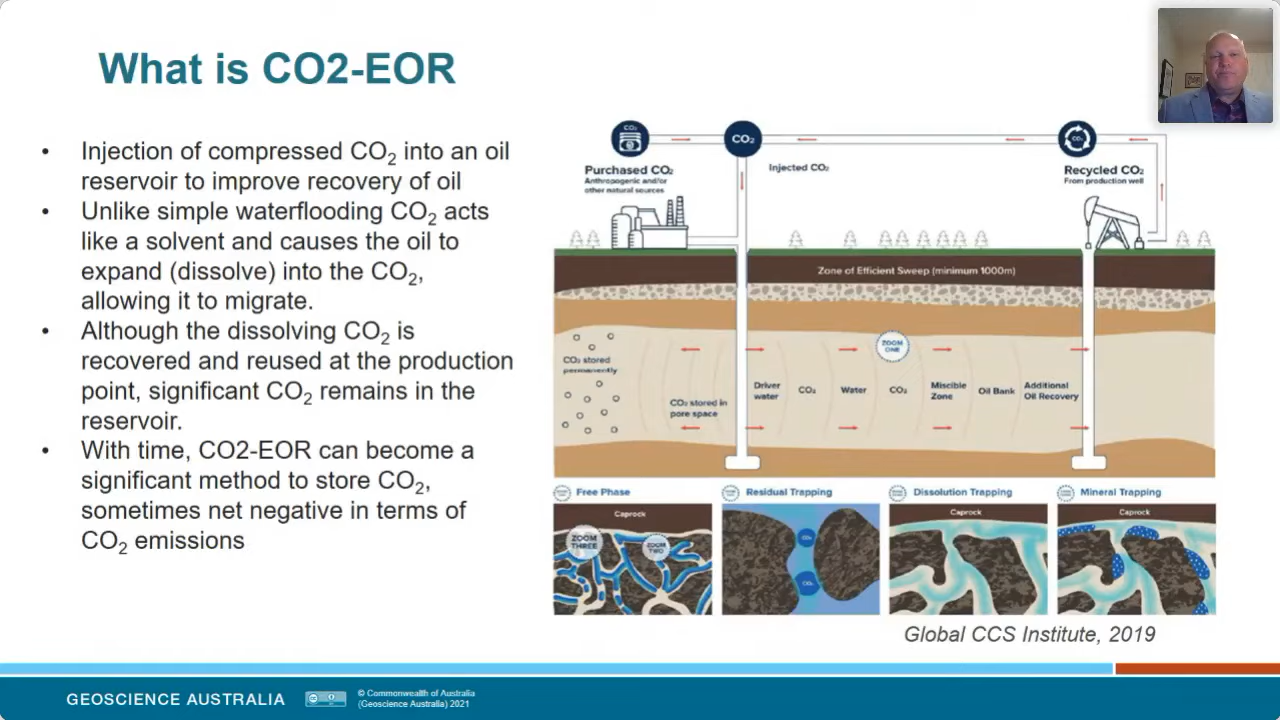 What is CO2-EOR
• Injection of compressed CO₂ into an oil
reservoir to improve recovery of oil
• Unlike simple waterflooding CO₂ acts
like a solvent and causes the oil to
expand (dissolve) into the CO₂,
allowing it to migrate.
• Although the dissolving CO₂ is
recovered and reused at the production
point, significant CO₂ remains in the
reservoir.
• With time, CO2-EOR can become a
significant method to store CO₂,
sometimes net negative in terms of
CO₂ emissions
CO₂
CO₂
CO₂
Purchased CO₂
Anthropogenic and/or
other natural sources
Injected CO₂
Recycled CO₂
From production well
Zone of Efficient Sweep (minimum 1000m)
ZOOM
ONE
CO₂ stored
permanently
CO₂ stored in
pore space
Driver
water
CO₂
Water
CO₂
Miscible
Zone
Oil Bank
Additional
Oil Recovery
Free Phase
Residual Trapping
Dissolution Trapping
Mineral Trapping
Caprock
ZOOM
THREE
ZOOM
TWO
CO₂
CO₂
Caprock
Caprock
Global CCS Institute, 2019
GEOSCIENCE AUSTRALIA
© Commonwealth of Australia
(Geoscience Australia) 2021